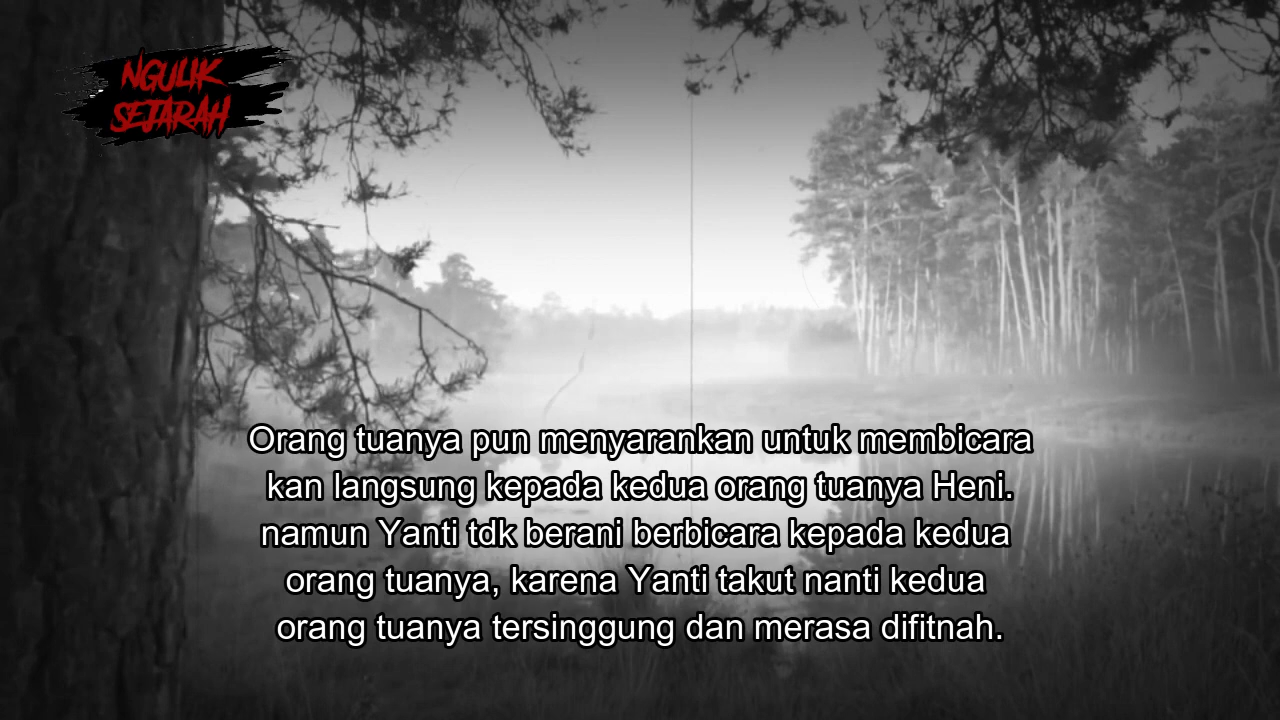 NGULIK
SEJARAH
Orang tuanya pun menyarankan untuk membicara
kan langsung kepada kedua orang tuanya Heni.
namun Yanti tdk berani berbicara kepada kedua
orang tuanya, karena Yanti takut nanti kedua
orang tuanya tersinggung dan merasa difitnah.